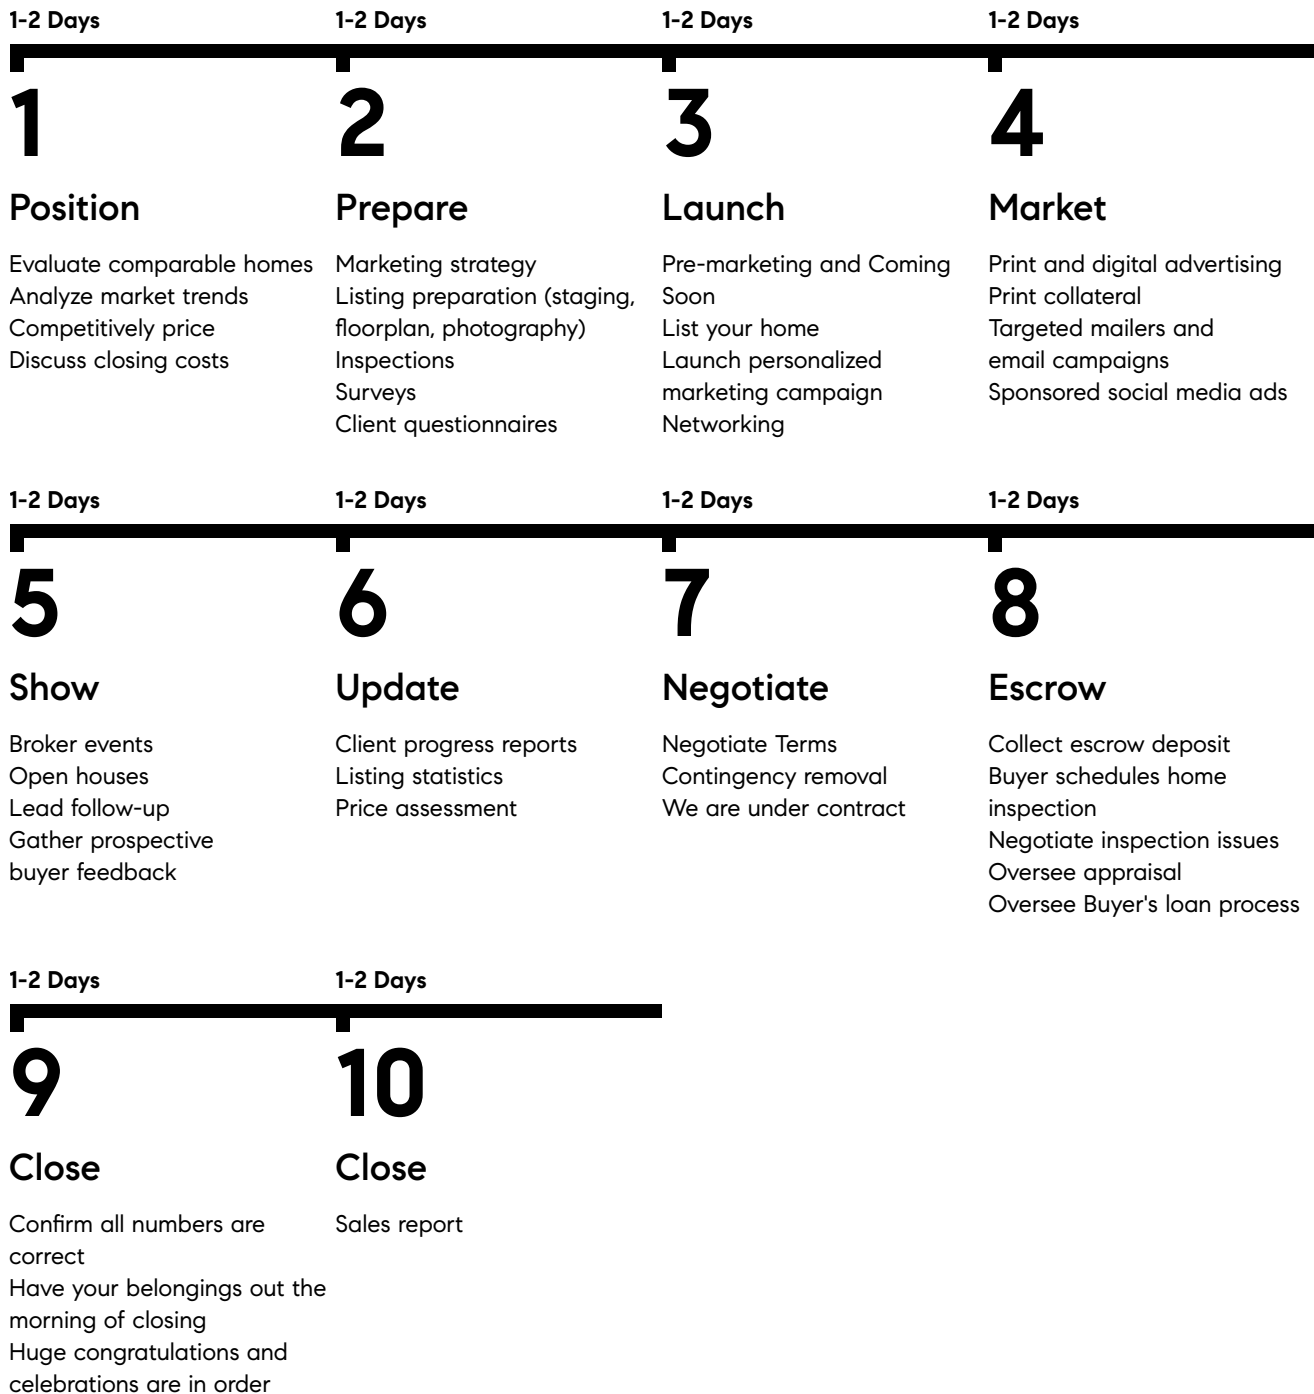 1-2 Days
1
Position
Evaluate comparable homes
Analyze market trends
Competitively price
Discuss closing costs
1-2 Days
2
Prepare
Marketing strategy
Listing preparation (staging,
floorplan, photography)
Inspections
Surveys
Client questionnaires
1-2 Days
3
Launch
Pre-marketing and Coming
Soon
List your home
Launch personalized
marketing campaign
Networking
1-2 Days
4
Market
Print and digital advertising
Print collateral
Targeted mailers and
email campaigns
Sponsored social media ads
1-2 Days
5
Show
Broker events
Open houses
Lead follow-up
Gather prospective
buyer feedback
1-2 Days
6
Update
Client progress reports
Listing statistics
Price assessment
1-2 Days
7
Negotiate
Negotiate Terms
Contingency removal
We are under contract
1-2 Days
8
Escrow
Collect escrow deposit
Buyer schedules home
inspection
Negotiate inspection issues
Oversee appraisal
Oversee Buyer's loan process
1-2 Days
9
Close
Confirm all numbers are
correct
Have your belongings out the
morning of closing
Huge congratulations and
celebrations are in order
1-2 Days
10
Close
Sales report